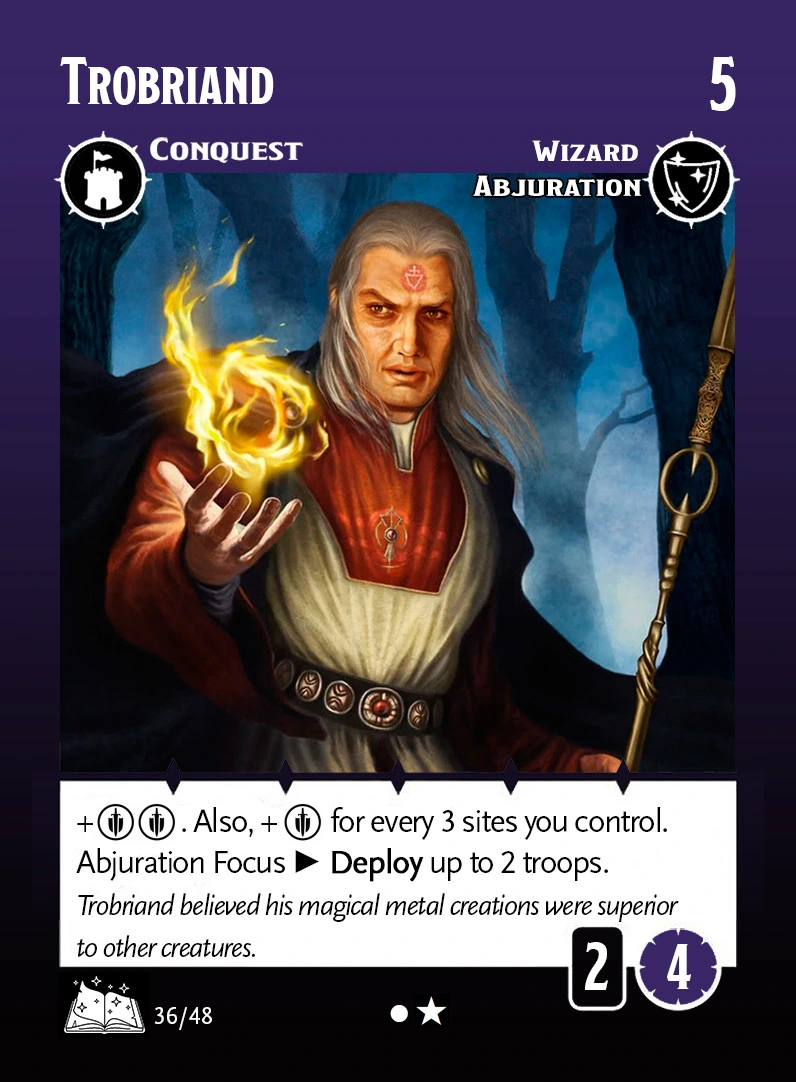 Trobriand 5
Conquest Wizard
Abjuration
+ . Also, + for every 3 sites you control.
Abjuration Focus ► Deploy up to 2 troops.
Trobriand believed his magical metal creations were superior
to other creatures.
2 4
36/48